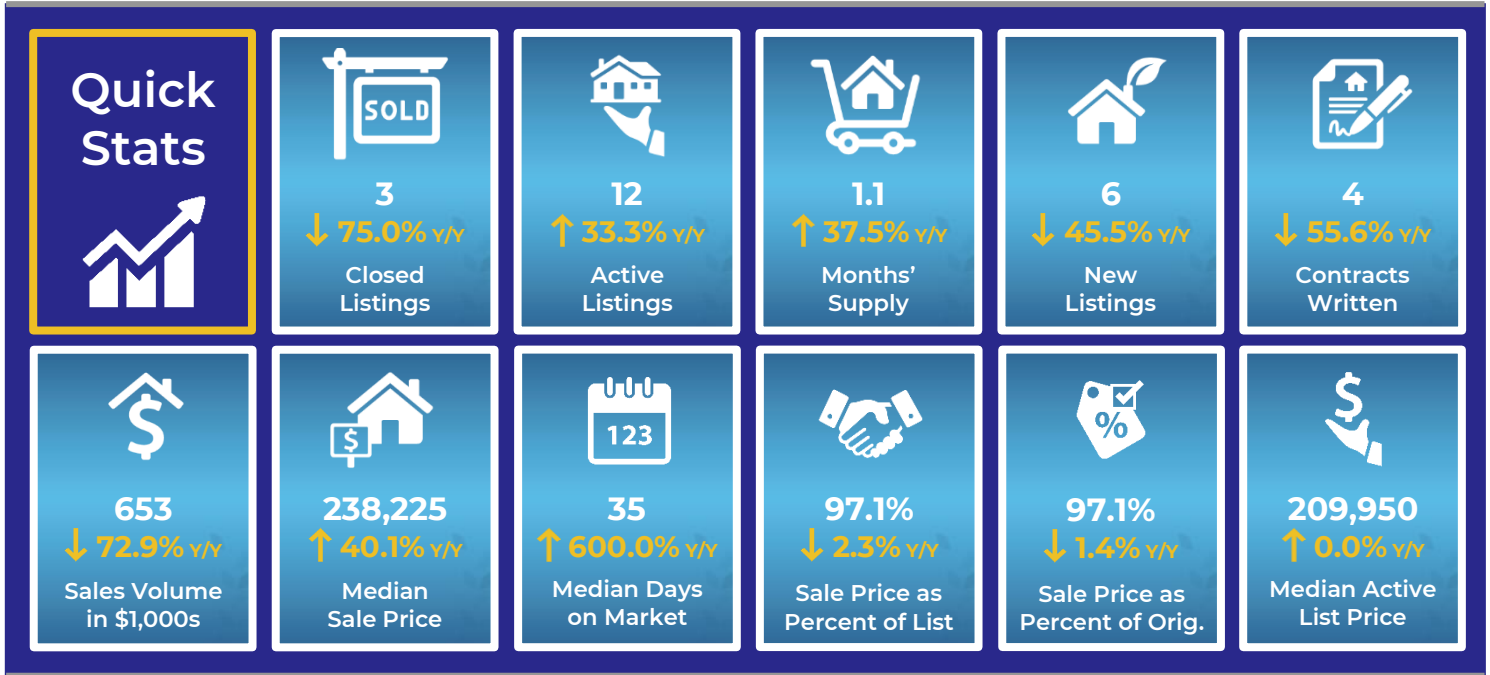 Quick
Stats
SOLD
3
↓ 75.0% Y/Y
Closed
Listings
12
↑ 33.3% Y/Y
Active
Listings
1.1
↑ 37.5% Y/Y
Months’
Supply
6
↓ 45.5% Y/Y
New
Listings
4
↓ 55.6% Y/Y
Contracts
Written
$
653
↓ 72.9% Y/Y
Sales Volume
in $1,000s
$
238,225
↑ 40.1% Y/Y
Median
Sale Price
123
35
↑ 600.0% Y/Y
Median Days
on Market
97.1%
↓ 2.3% Y/Y
Sale Price as
Percent of List
%
97.1%
↓ 1.4% Y/Y
Sale Price as
Percent of Orig.
$
209,950
↑ 0.0% Y/Y
Median Active
List Price